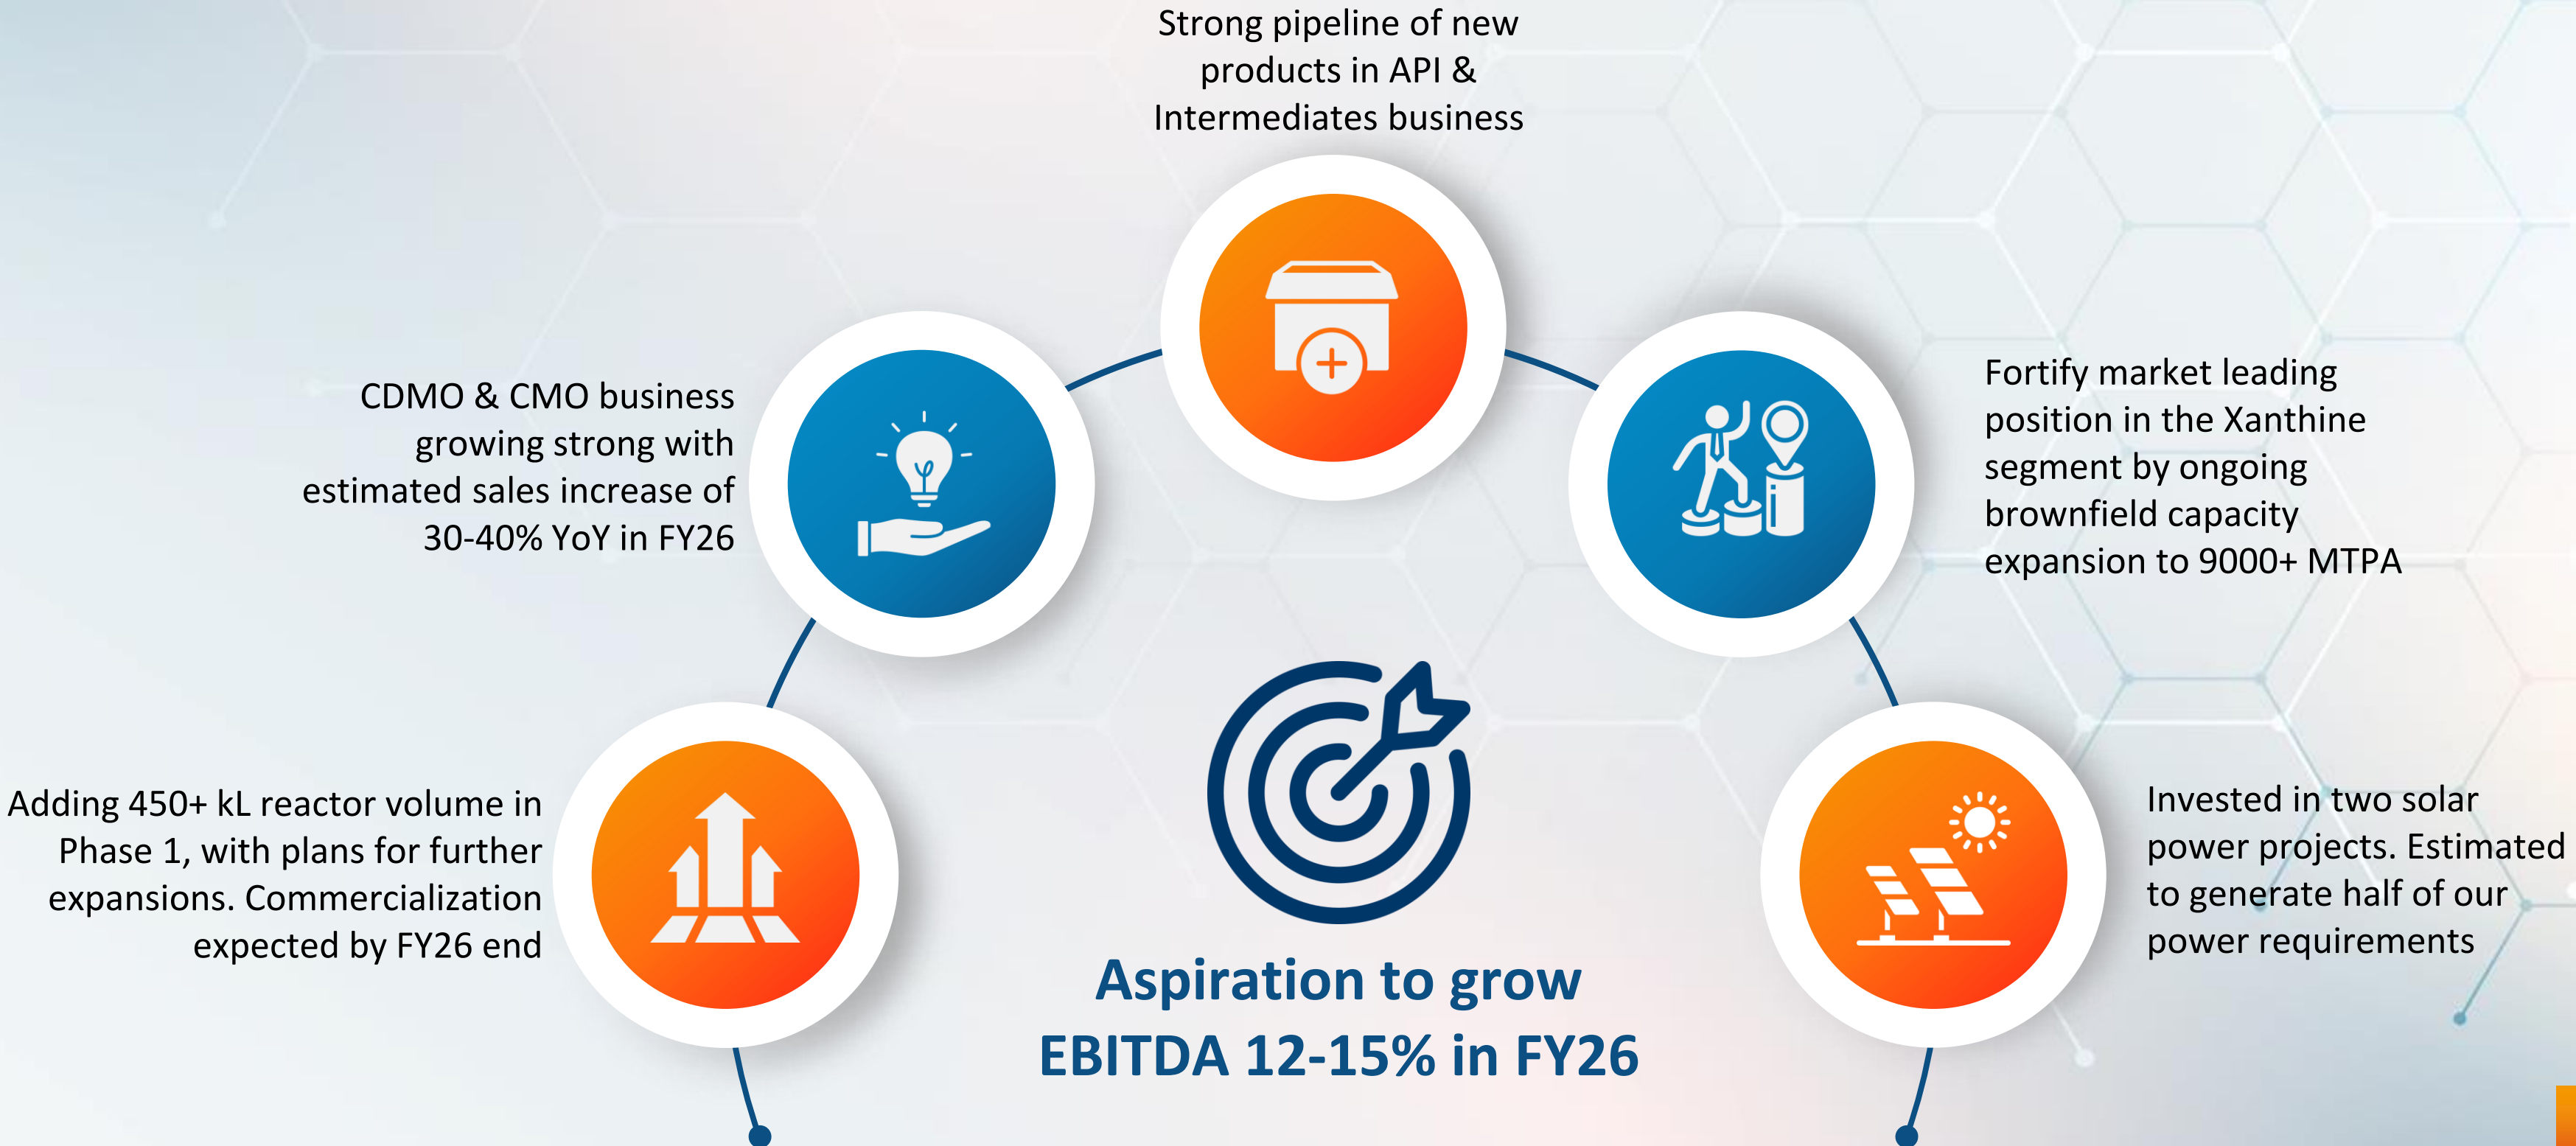 Strong pipeline of new
products in API &
Intermediates business
CDMO & CMO business
growing strong with
estimated sales increase of
30-40% YoY in FY26
Fortify market leading
position in the Xanthine
segment by ongoing
brownfield capacity
expansion to 9000+ MTPA
Adding 450+ kL reactor volume in
Phase 1, with plans for further
expansions. Commercialization
expected by FY26 end
Invested in two solar
power projects. Estimated
to generate half of our
power requirements
Aspiration to grow
EBITDA 12-15% in FY26